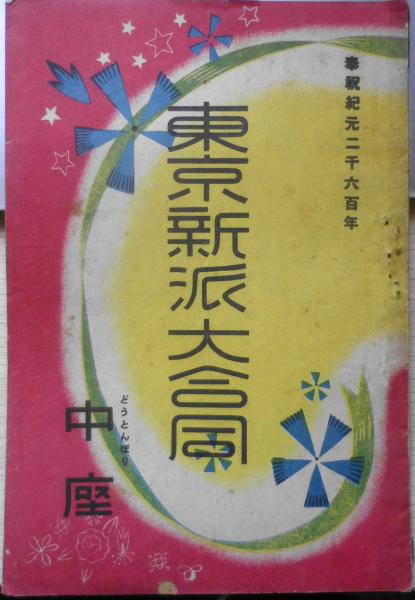 奉祝紀元二千六百年
東京新派大合同
どうとんぼり
中座